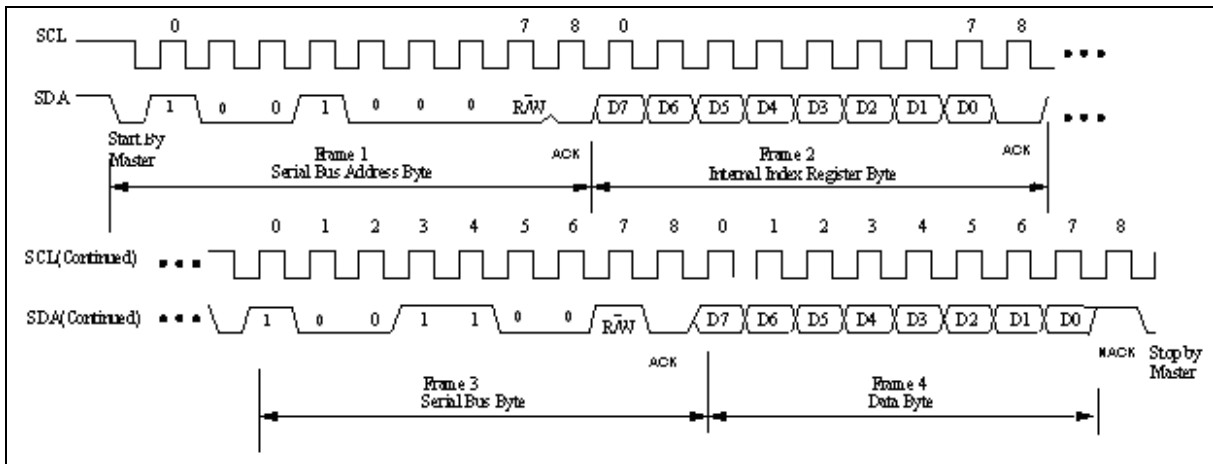 0 7 8 0 7 8
SCL
SDA 1 0 0 1 0 0 0 R/W D7 D6 D5 D4 D3 D2 D1 D0
Start By
Master
Frame 1 ACK Frame 2 ACK
Serial Bus Address Byte Internal Index Register Byte
0 1 2 3 4 5 6 7 8 0 1 2 3 4 5 6 7 8
SCL(Continued)
SDA(Continued) 1 0 0 1 1 0 0 R/W D7 D6 D5 D4 D3 D2 D1 D0
ACK NACK Stop by
Master
Frame 3 Frame 4
Serial Bus Byte Data Byte